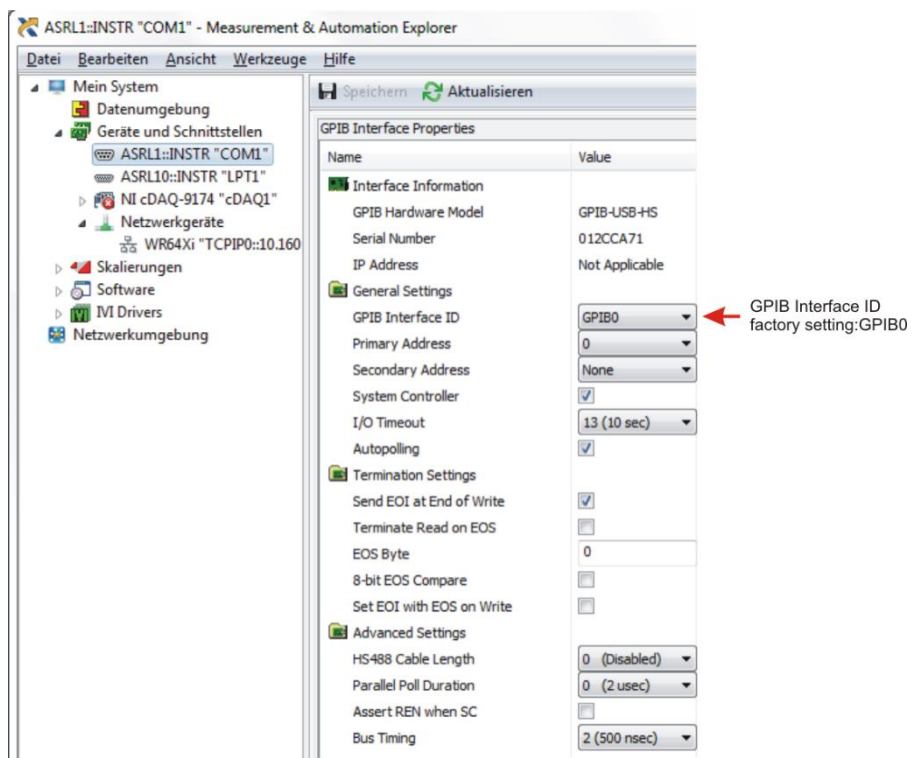 ASRL1::INSTR "COM1" - Measurement & Automation Explorer
Datei Bearbeiten Ansicht Werkzeuge Hilfe
Mein System
Datenumgebung
Geräte und Schnittstellen
ASRL1::INSTR "COM1"
ASRL10::INSTR "LPT1"
NI cDAQ-9174 "cDAQ1"
Netzwerkgeräte
WR64Xi "TCPIP0::10.160
Skalierungen
Software
IVI Drivers
Netzwerkumgebung
Speichern Aktualisieren
GPIB Interface Properties
Name Value
Interface Information
GPIB Hardware Model GPIB-USB-HS
Serial Number 012CCA71
IP Address Not Applicable
General Settings
GPIB Interface ID GPIB0
Primary Address 0
Secondary Address None
System Controller
I/O Timeout 13 (10 sec)
Autopolling
Termination Settings
Send EOI at End of Write
Terminate Read on EOS
EOS Byte 0
8-bit EOS Compare
Set EOI with EOS on Write
Advanced Settings
HS488 Cable Length 0 (Disabled)
Parallel Poll Duration 0 (2 usec)
Assert REN when SC
Bus Timing 2 (500 nsec)
GPIB Interface ID
factory setting:GPIB0